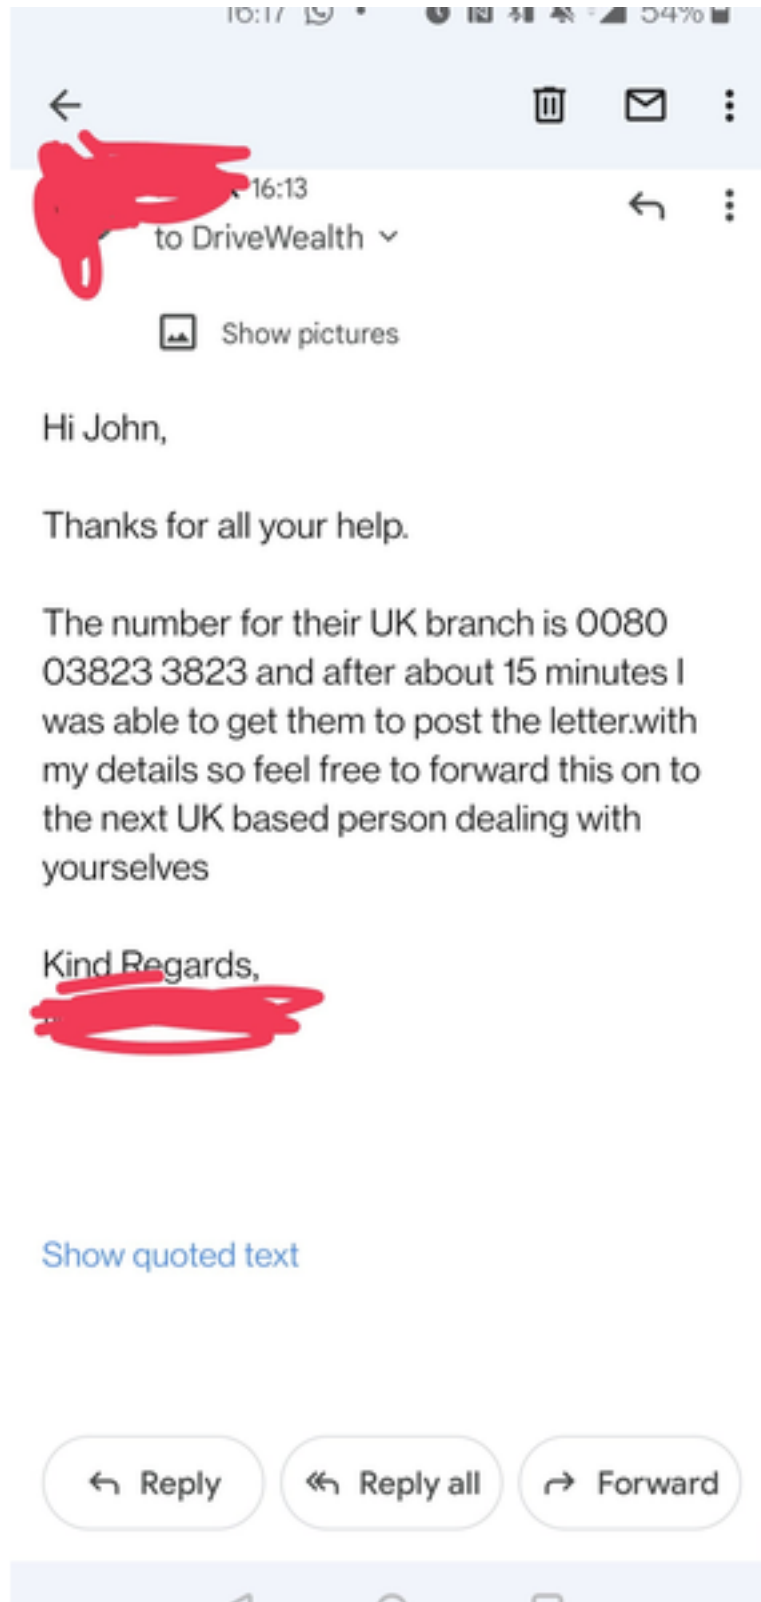 16:17 54%
16:13
to DriveWealth
Show pictures
Hi John,
Thanks for all your help.
The number for their UK branch is 0080
03823 3823 and after about 15 minutes I
was able to get them to post the letter.with
my details so feel free to forward this on to
the next UK based person dealing with
yourselves
Kind Regards,
Show quoted text
Reply Reply all Forward